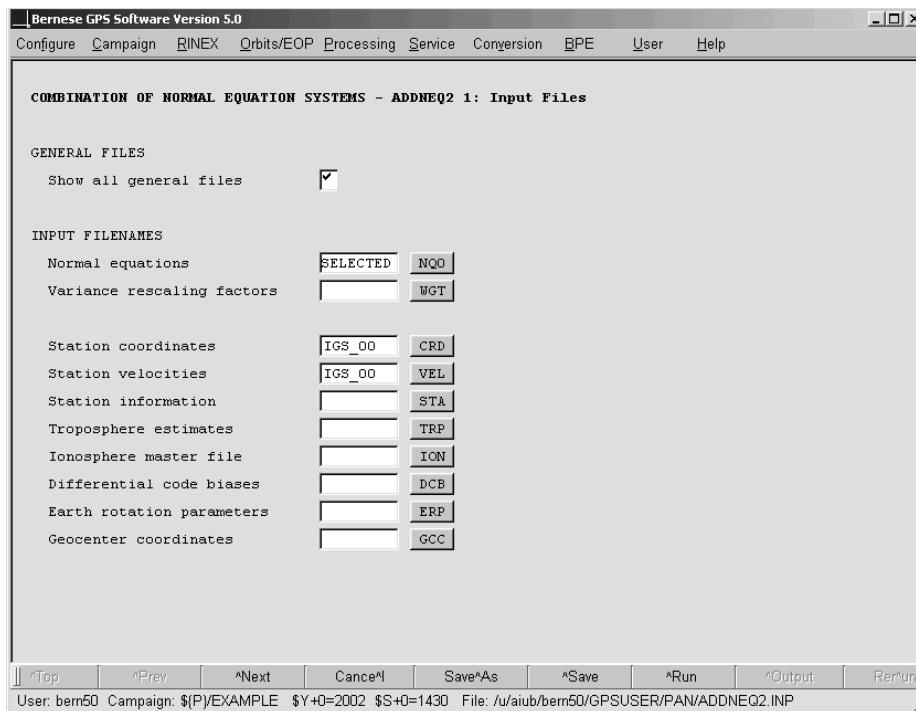 Bernese GPS Software Version 5.0
Configure Campaign RINEX Orbits/EOP Processing Service Conversion BPE User Help
COMBINATION OF NORMAL EQUATION SYSTEMS - ADDNEQ2 1: Input Files
GENERAL FILES
Show all general files
INPUT FILENAMES
Normal equations SELECTED NQ0
Variance rescaling factors WGT
Station coordinates IGS_00 CRD
Station velocities IGS_00 VEL
Station information STA
Troposphere estimates TRP
Ionosphere master file ION
Differential code biases DCB
Earth rotation parameters ERP
Geocenter coordinates GCC
^Top ^Prev ^Next Cance^l Save^As ^Save ^Run ^Output Rer^un
User: bern50 Campaign: ${P}/EXAMPLE $Y+0=2002 $S+0=1430 File: /u/aiub/bern50/GPSUSER/PAN/ADDNEQ2.INP